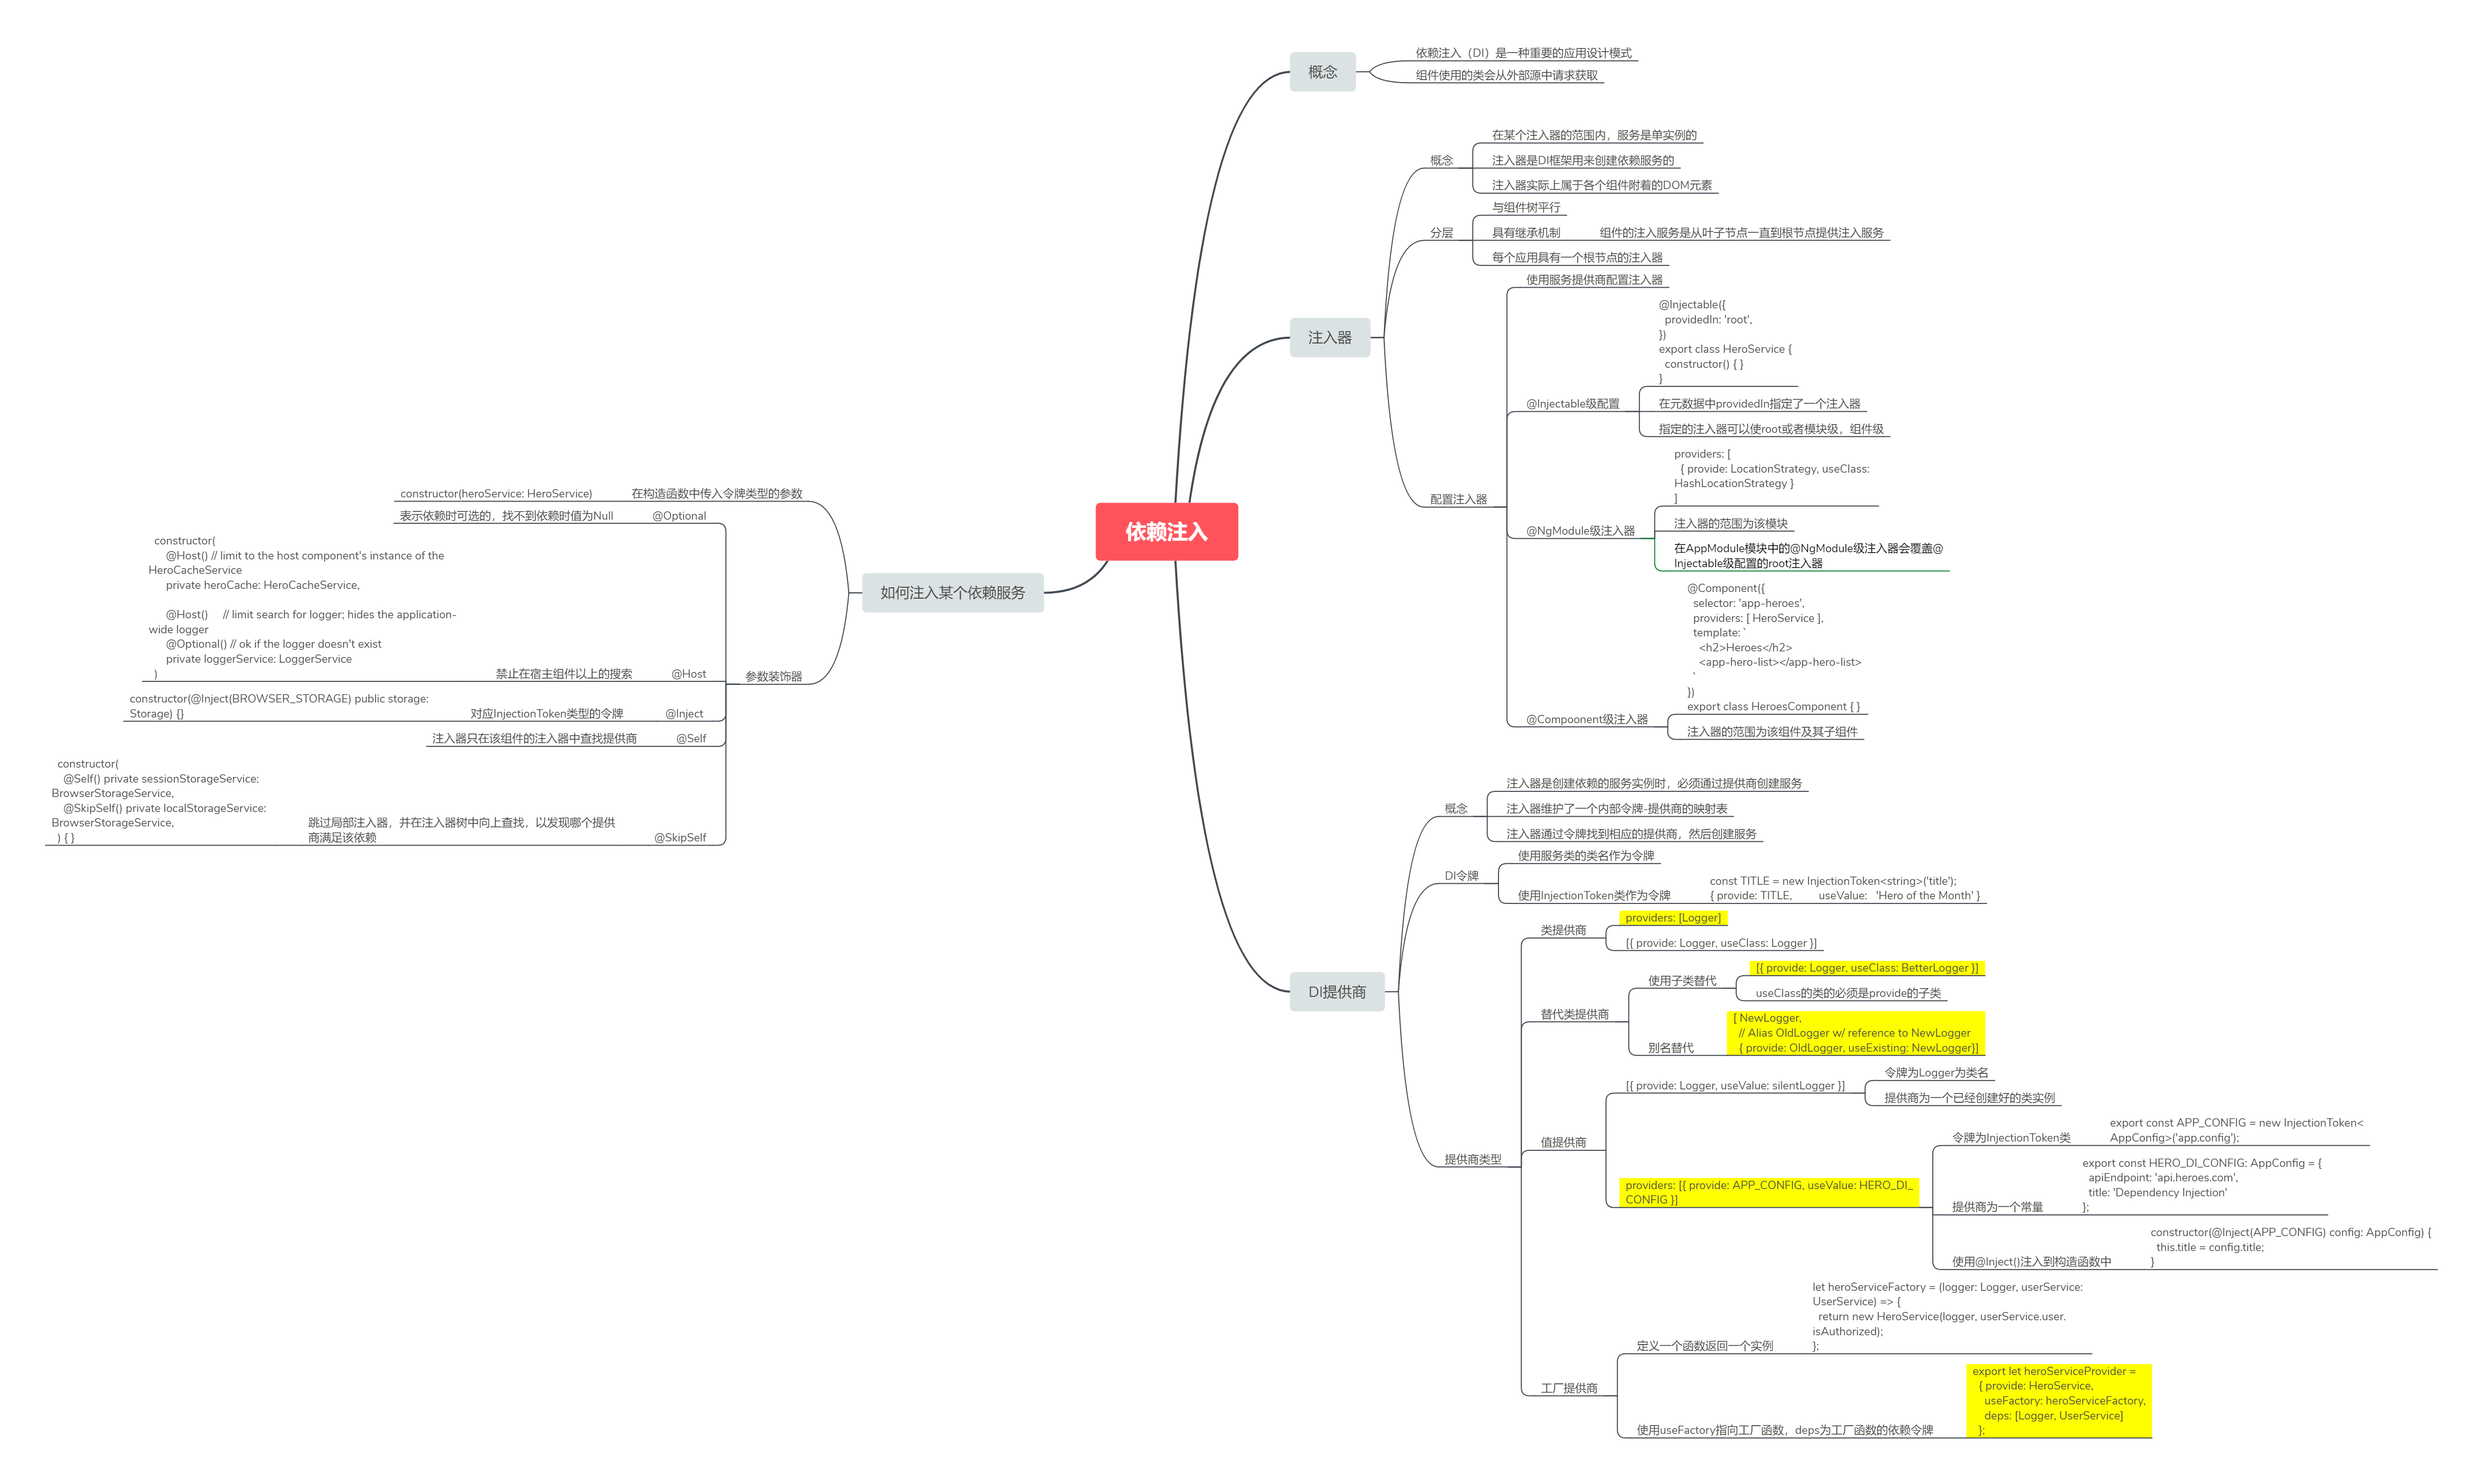 依赖注入
概念
依赖注入（DI）是一种重要的应用设计模式
组件使用的类会从外部源中请求获取
注入器
概念
在某个注入器的范围内，服务是单实例的
注入器是DI框架用来创建依赖服务的
注入器实际上属于各个组件附着的DOM元素
分层
与组件树平行
具有继承机制
组件的注入服务是从叶子节点一直到根节点提供注入服务
每个应用具有一个根节点的注入器
配置注入器
使用服务提供商配置注入器
@Injectable级配置
@Injectable({
providedIn: 'root',
})
export class HeroService {
constructor() { }
}
在元数据中providedIn指定了一个注入器
指定的注入器可以使root或者模块级，组件级
@NgModule级注入器
providers: [
{ provide: LocationStrategy, useClass:
HashLocationStrategy }
]
注入器的范围为该模块
在AppModule模块中的@NgModule级注入器会覆盖@
Injectable级配置的root注入器
@Compoonent级注入器
@Component({
selector: 'app-heroes',
providers: [ HeroService ],
template: `
<h2>Heroes</h2>
<app-hero-list></app-hero-list>
`
})
export class HeroesComponent { }
注入器的范围为该组件及其子组件
DI提供商
概念
注入器是创建依赖的服务实例时，必须通过提供商创建服务
注入器维护了一个内部令牌-提供商的映射表
注入器通过令牌找到相应的提供商，然后创建服务
DI令牌
使用服务类的类名作为令牌
使用InjectionToken类作为令牌
const TITLE = new InjectionToken<string>('title');
{ provide: TITLE, useValue: 'Hero of the Month' }
提供商类型
类提供商
providers: [Logger]
[{ provide: Logger, useClass: Logger }]
替代类提供商
使用子类替代
[{ provide: Logger, useClass: BetterLogger }]
useClass的类的必须是provide的子类
别名替代
[ NewLogger,
// Alias OldLogger w/ reference to NewLogger
{ provide: OldLogger, useExisting: NewLogger}]
值提供商
[{ provide: Logger, useValue: silentLogger }]
令牌为Logger为类名
提供商为一个已经创建好的类实例
providers: [{ provide: APP_CONFIG, useValue: HERO_DI_
CONFIG }]
令牌为InjectionToken类
export const APP_CONFIG = new InjectionToken<
AppConfig>('app.config');
提供商为一个常量
export const HERO_DI_CONFIG: AppConfig = {
apiEndpoint: 'api.heroes.com',
title: 'Dependency Injection'
};
使用@Inject()注入到构造函数中
constructor(@Inject(APP_CONFIG) config: AppConfig) {
this.title = config.title;
}
工厂提供商
定义一个函数返回一个实例
let heroServiceFactory = (logger: Logger, userService:
UserService) => {
return new HeroService(logger, userService.user.
isAuthorized);
};
使用useFactory指向工厂函数，deps为工厂函数的依赖令牌
export let heroServiceProvider =
{ provide: HeroService,
useFactory: heroServiceFactory,
deps: [Logger, UserService]
};
如何注入某个依赖服务
在构造函数中传入令牌类型的参数
constructor(heroService: HeroService)
参数装饰器
@Optional
表示依赖时可选的，找不到依赖时值为Null
@Host
禁止在宿主组件以上的搜索
constructor(
@Host() // limit to the host component's instance of the
HeroCacheService
private heroCache: HeroCacheService,
@Host() // limit search for logger; hides the application-
wide logger
@Optional() // ok if the logger doesn't exist
private loggerService: LoggerService
)
@Inject
对应InjectionToken类型的令牌
constructor(@Inject(BROWSER_STORAGE) public storage:
Storage) {}
@Self
注入器只在该组件的注入器中查找提供商
@SkipSelf
跳过局部注入器，并在注入器树中向上查找，以发现哪个提供
商满足该依赖
constructor(
@Self() private sessionStorageService:
BrowserStorageService,
@SkipSelf() private localStorageService:
BrowserStorageService,
) { }